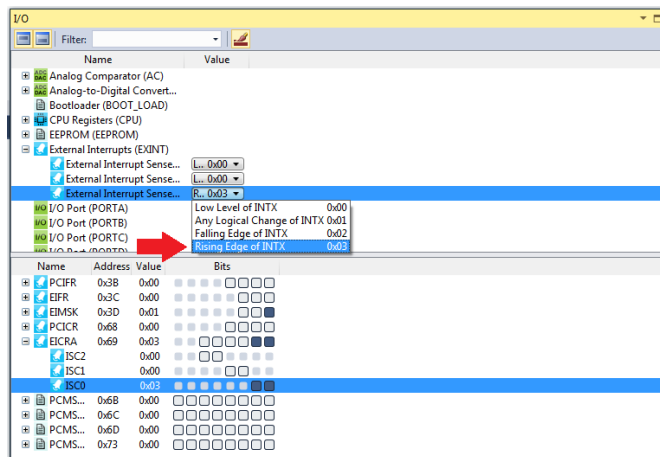 I/O
Filter:
Name Value
Analog Comparator (AC)
Analog-to-Digital Convert...
Bootloader (BOOT_LOAD)
CPU Registers (CPU)
EEPROM (EEPROM)
External Interrupts (EXINT)
External Interrupt Sense... L.. 0x00
External Interrupt Sense... L.. 0x00
External Interrupt Sense... R.. 0x03
I/O I/O Port (PORTA) Low Level of INTX 0x00
I/O I/O Port (PORTB) Any Logical Change of INTX 0x01
I/O I/O Port (PORTC) Falling Edge of INTX 0x02
I/O I/O Port (PORTD) Rising Edge of INTX 0x03
Name Address Value Bits
PCIFR 0x3B 0x00
EIFR 0x3C 0x00
EIMSK 0x3D 0x01
PCICR 0x68 0x00
EICRA 0x69 0x03
ISC2 0x00
ISC1 0x00
ISC0 0x03
PCMS... 0x6B 0x00
PCMS... 0x6C 0x00
PCMS... 0x6D 0x00
PCMS... 0x73 0x00